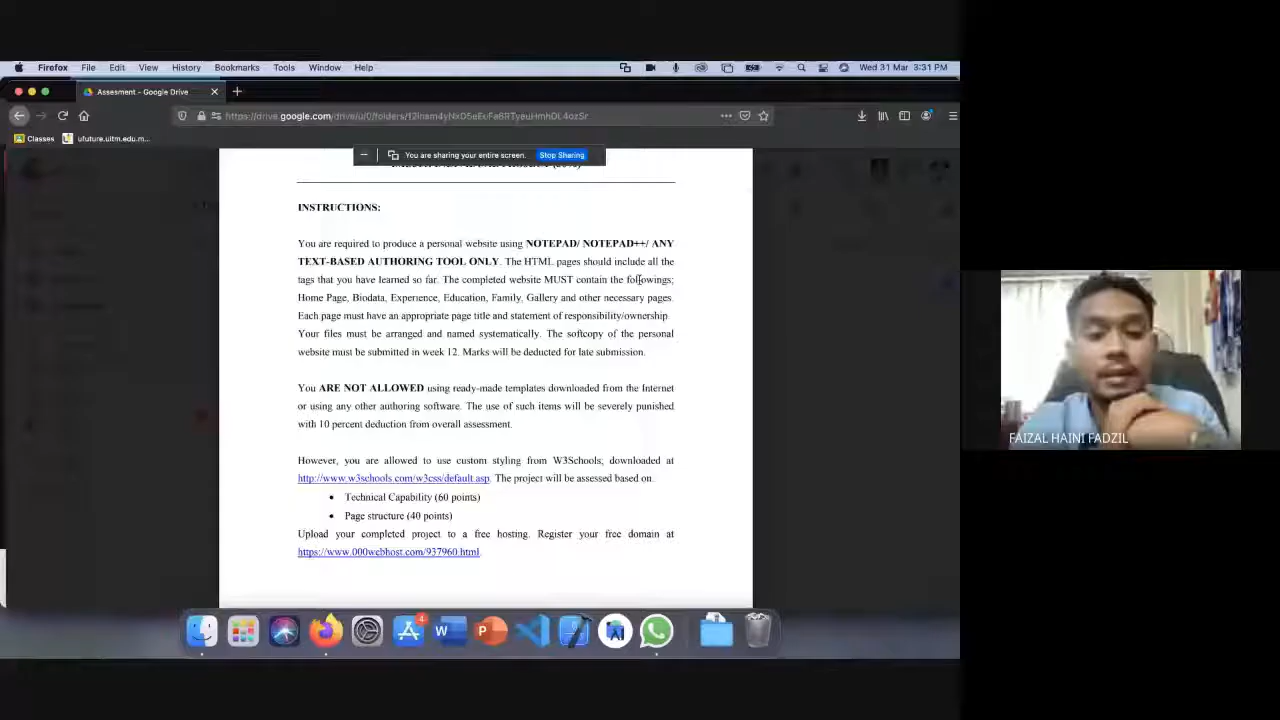 Firefox File Edit View History Bookmarks Tools Window Help Wed 31 Mar 3:31 PM
Assesment - Google Drive
Classes ufuture.uitm.edu.m...
You are sharing your entire screen. Stop Sharing
INSTRUCTIONS:
You are required to produce a personal website using NOTEPAD/ NOTEPAD++/ ANY
TEXT-BASED AUTHORING TOOL ONLY. The HTML pages should include all the
tags that you have learned so far. The completed website MUST contain the followings;
Home Page, Biodata, Experience, Education, Family, Gallery and other necessary pages.
Each page must have an appropriate page title and statement of responsibility/ownership.
Your files must be arranged and named systematically. The softcopy of the personal
website must be submitted in week 12. Marks will be deducted for late submission.
You ARE NOT ALLOWED using ready-made templates downloaded from the Internet
or using any other authoring software. The use of such items will be severely punished
with 10 percent deduction from overall assessment.
However, you are allowed to use custom styling from W3Schools; downloaded at
http://www.w3schools.com/w3css/default.asp. The project will be assessed based on.
• Technical Capability (60 points)
• Page structure (40 points)
Upload your completed project to a free hosting. Register your free domain at
https://www.000webhost.com/937960.html.
4
FAIZAL HAINI FADZIL